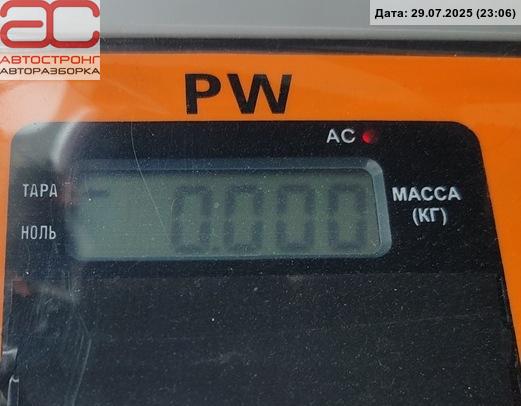 Дата: 29.07.2025 (23:06)
АС
АВТОСТРОНГ
АВТОРАЗБОРКА
PW
AC
ТАРА
0.000
МАССА
(КГ)
НОЛЬ